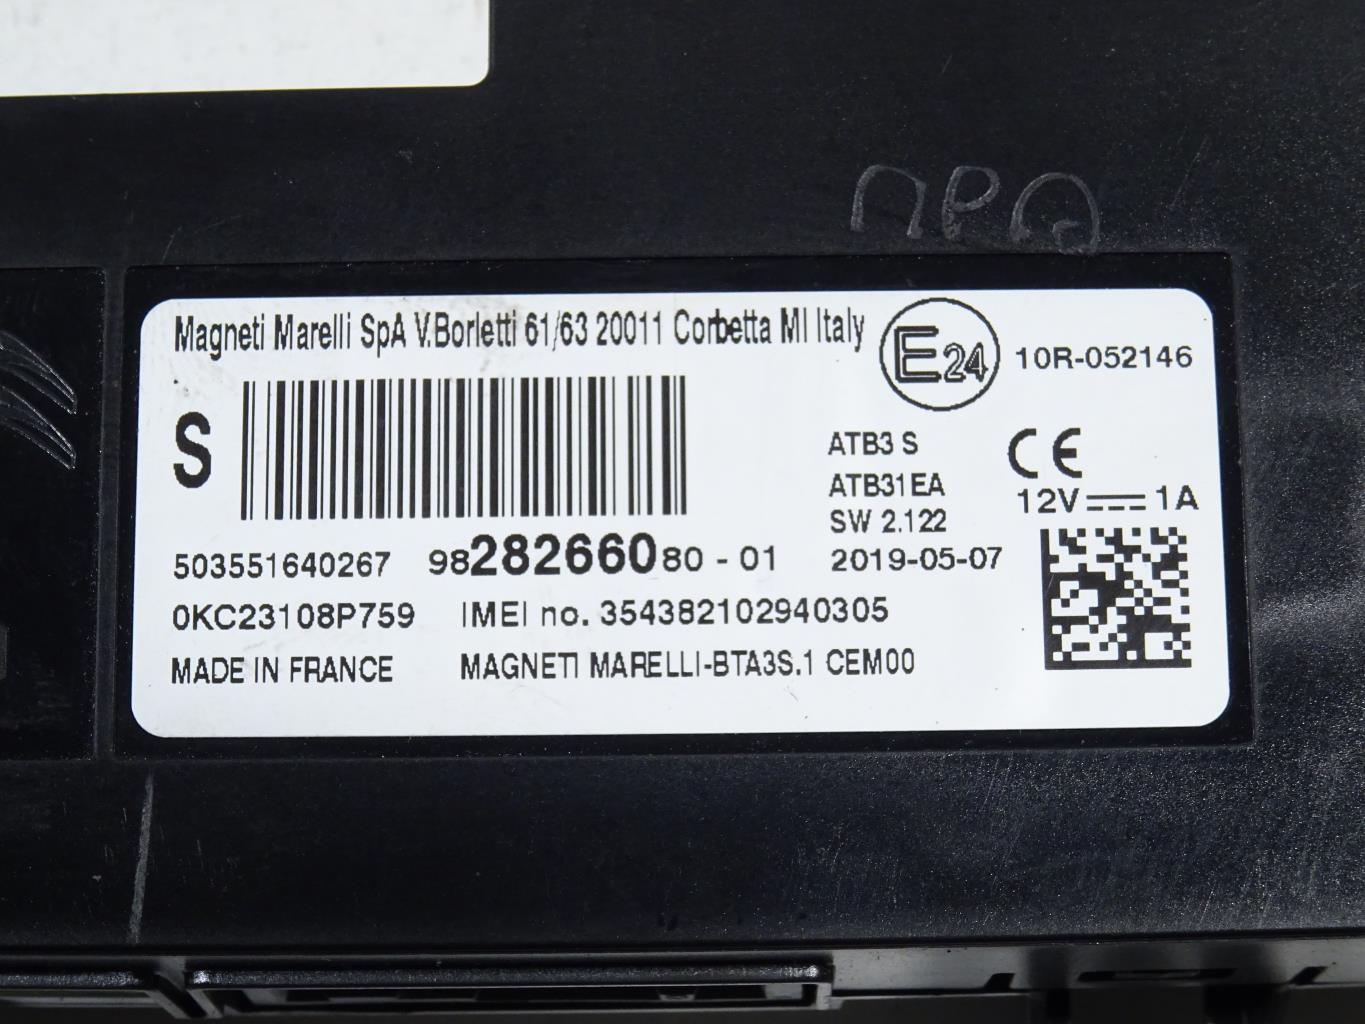 Magneti Marelli SpA V.Borletti 61/63 20011 Corbetta MI Italy
E24 10R-052146
S
ATB3 S
ATB31EA
SW 2.122
CE
12V 1A
503551640267 9828266080 - 01 2019-05-07
0KC23108P759 IMEI no. 354382102940305
MADE IN FRANCE MAGNETI MARELLI-BTA3S.1 CEM00